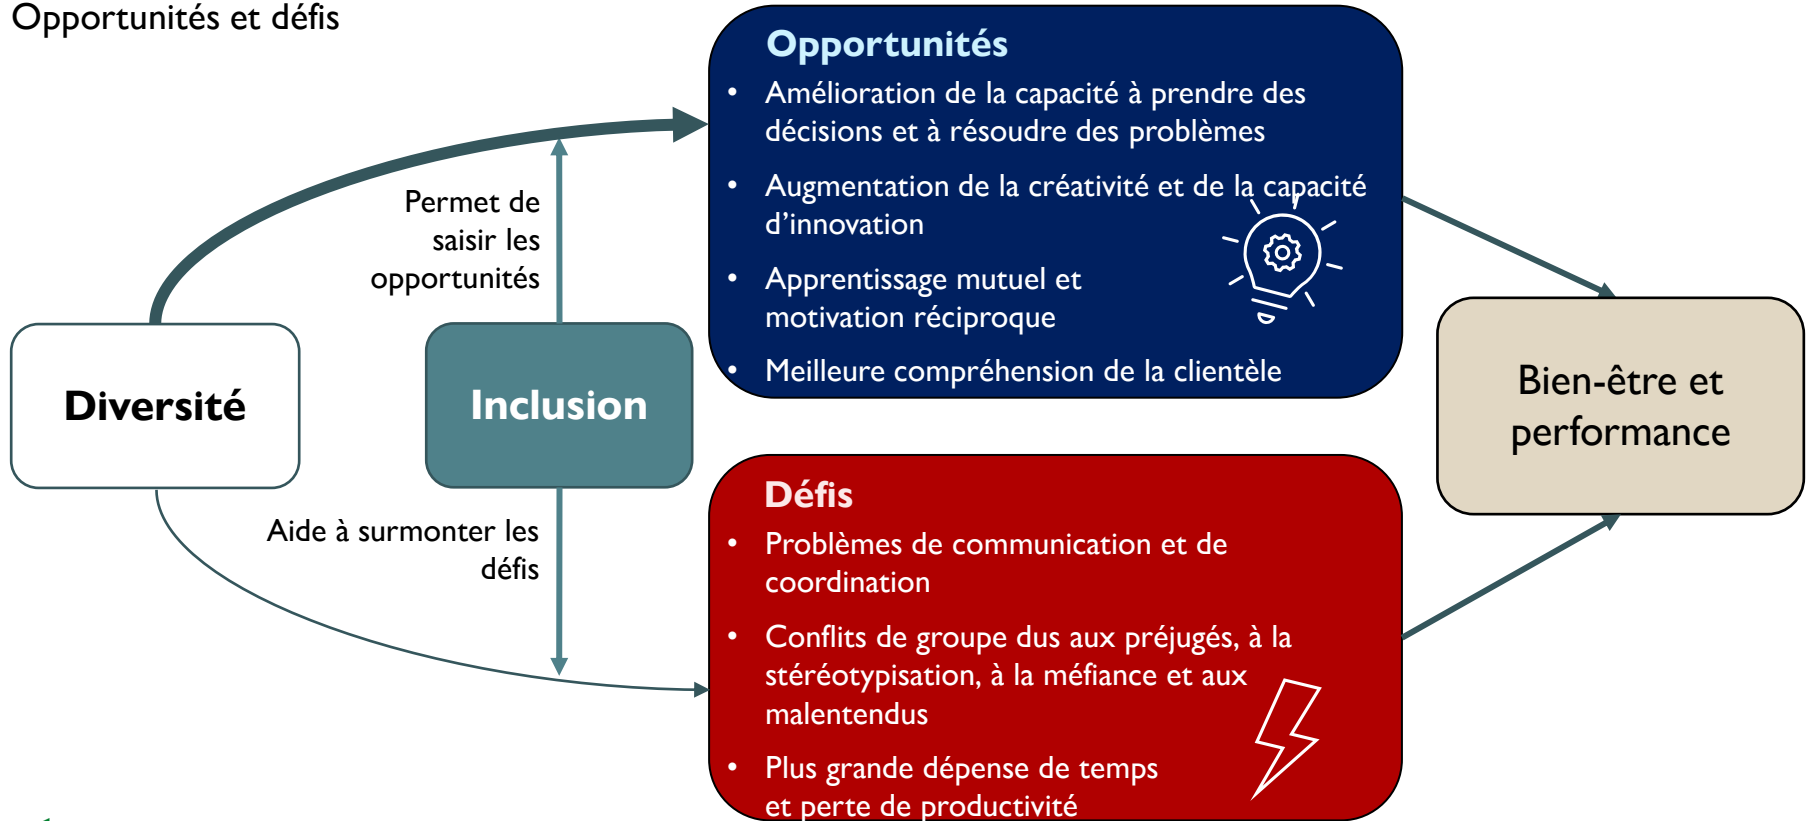 Opportunités et défis
Opportunités
• Amélioration de la capacité à prendre des
décisions et à résoudre des problèmes
• Augmentation de la créativité et de la capacité
d’innovation
• Apprentissage mutuel et
motivation réciproque
• Meilleure compréhension de la clientèle
Permet de
saisir les
opportunités
Diversité
Inclusion
Bien-être et
performance
Aide à surmonter les
défis
Défis
• Problèmes de communication et de
coordination
• Conflits de groupe dus aux préjugés, à la
stéréotypisation, à la méfiance et aux
malentendus
• Plus grande dépense de temps
et perte de productivité